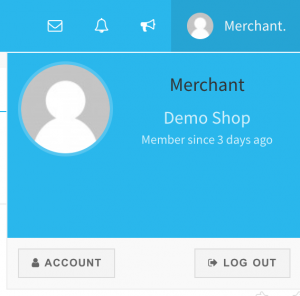 Merchant.
Merchant
Demo Shop
Member since 3 days ago
ACCOUNT
LOG OUT